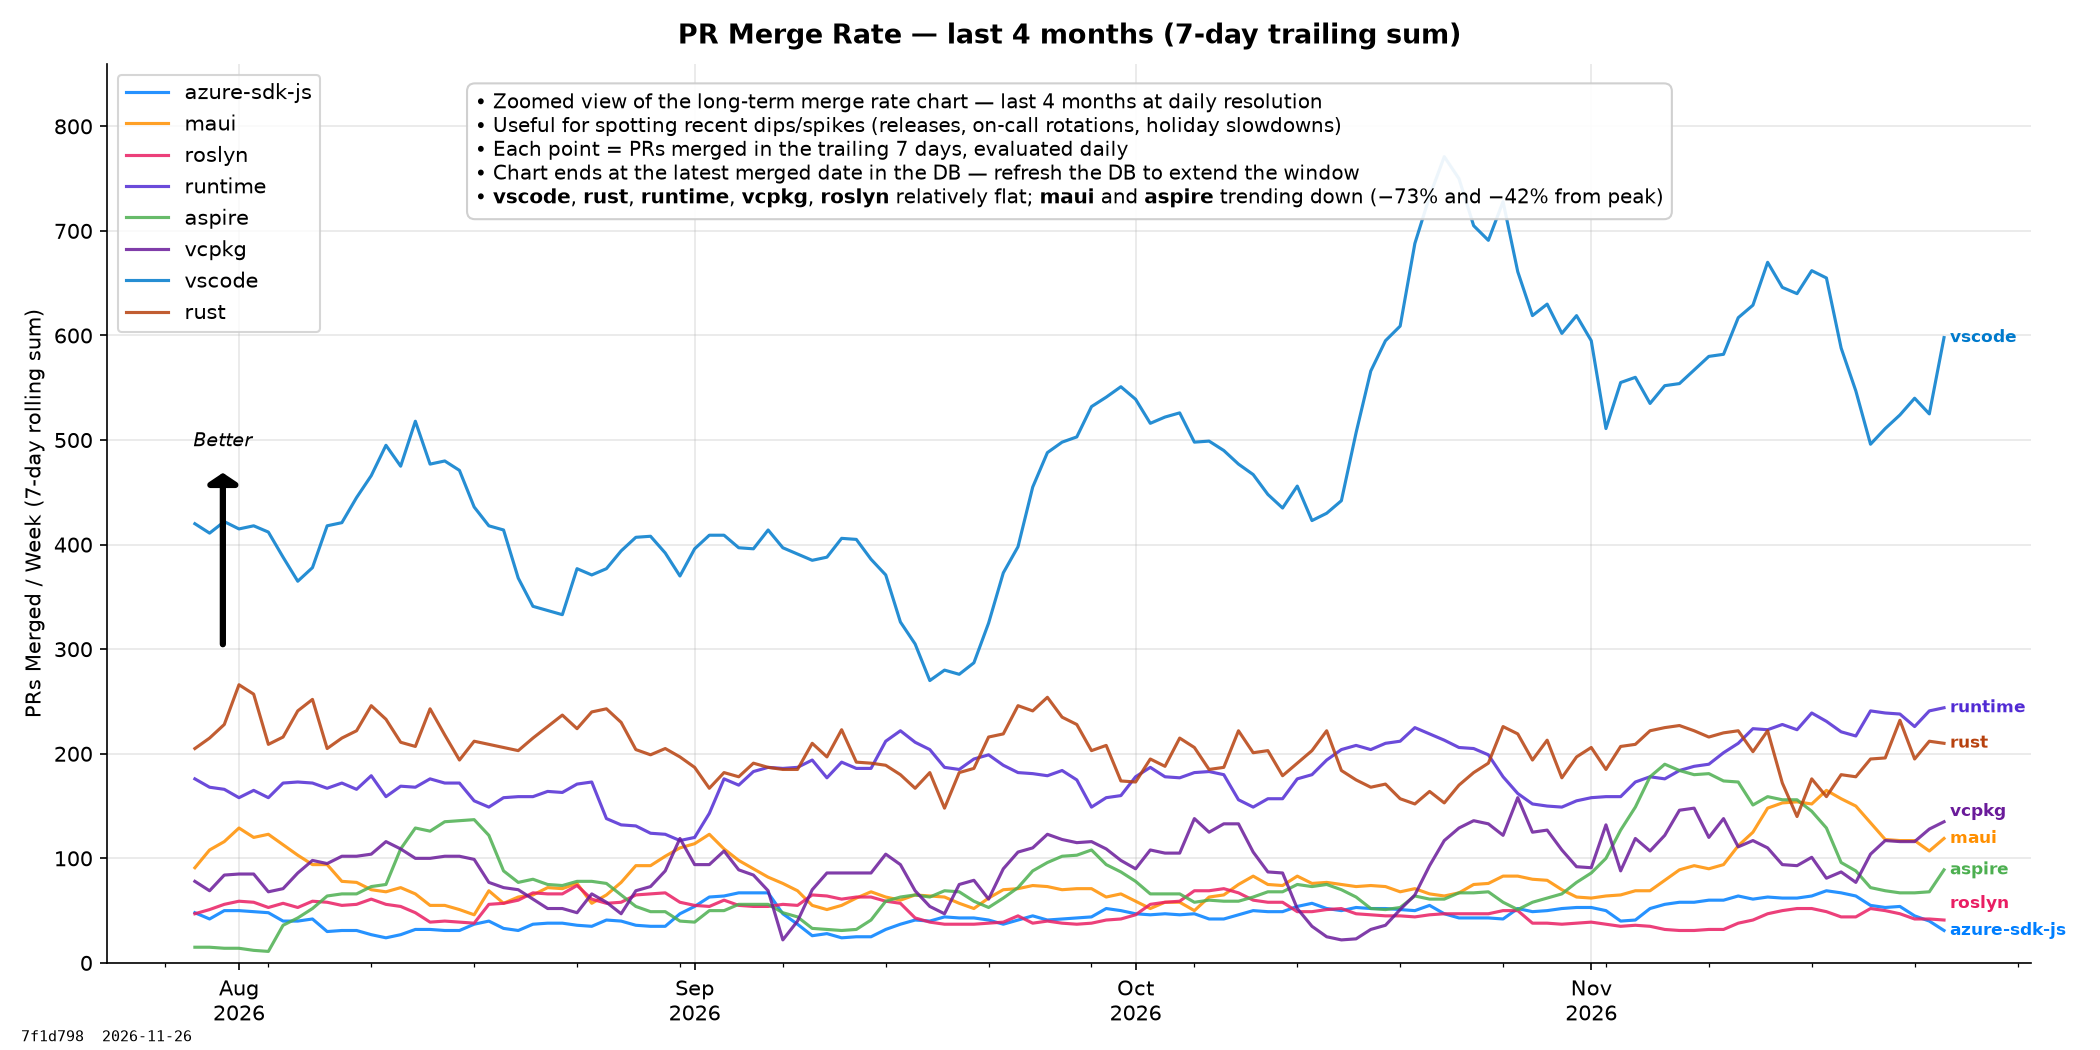 PR Merge Rate — last 4 months (7-day trailing sum)
azure-sdk-js
maui
roslyn
runtime
aspire
vcpkg
vscode
rust
• Zoomed view of the long-term merge rate chart — last 4 months at daily resolution
• Useful for spotting recent dips/spikes (releases, on-call rotations, holiday slowdowns)
• Each point = PRs merged in the trailing 7 days, evaluated daily
• Chart ends at the latest merged date in the DB — refresh the DB to extend the window
• vscode, rust, runtime, vcpkg, roslyn relatively flat; maui and aspire trending down (−73% and −42% from peak)
PRs Merged / Week (7-day rolling sum)
800
700
600
500
400
300
200
100
0
Better
vscode
runtime
rust
vcpkg
maui
aspire
roslyn
azure-sdk-js
Aug
2026
Sep
2026
Oct
2026
Nov
2026
7f1d798  2026-11-26